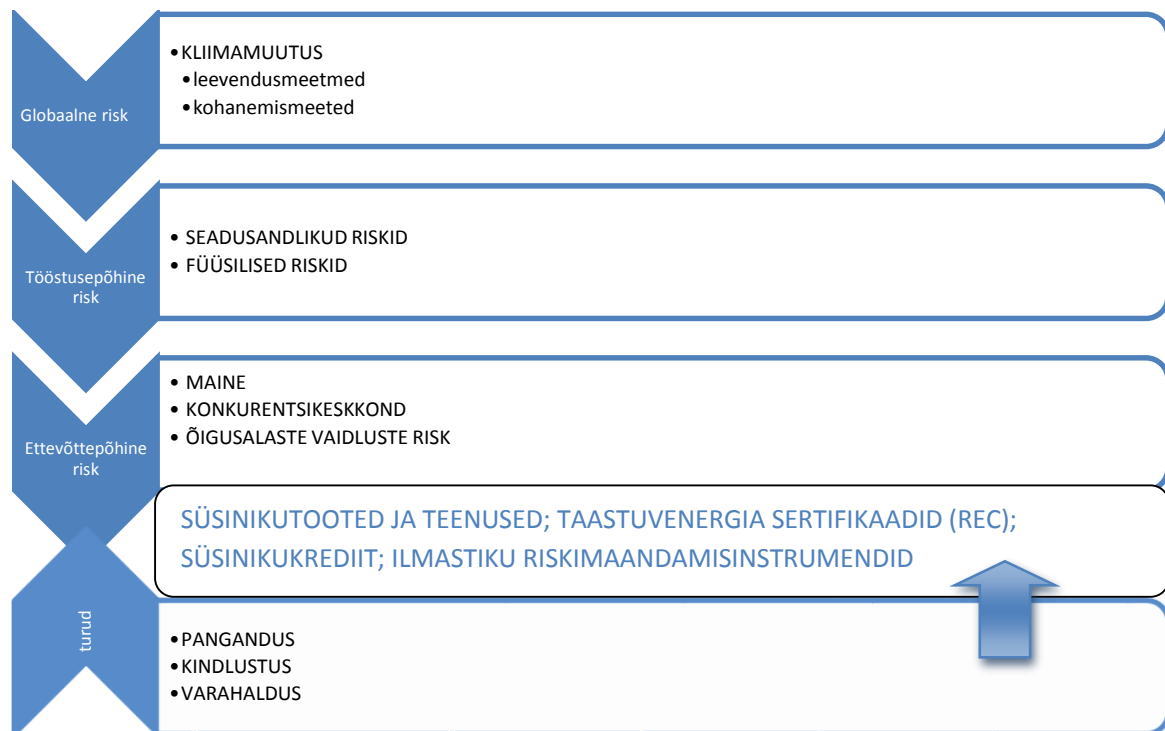 Globaalne risk
•KLIIMAMUUTUS
•leevendusmeetmed
•kohanemismeeted
Tööstusepõhine
risk
• SEADUSANDLIKUD RISKID
• FÜÜSILISED RISKID
Ettevõttepõhine
risk
• MAINE
• KONKURENTSIKESKKOND
• ÕIGUSALASTE VAIDLUSTE RISK
SÜSINIKUTOOTED JA TEENUSED; TAASTUVENERGIA SERTIFIKAADID (REC);
SÜSINIKUKREDIIT; ILMASTIKU RISKIMAANDAMISINSTRUMENDID
turud
•PANGANDUS
•KINDLUSTUS
•VARAHALDUS